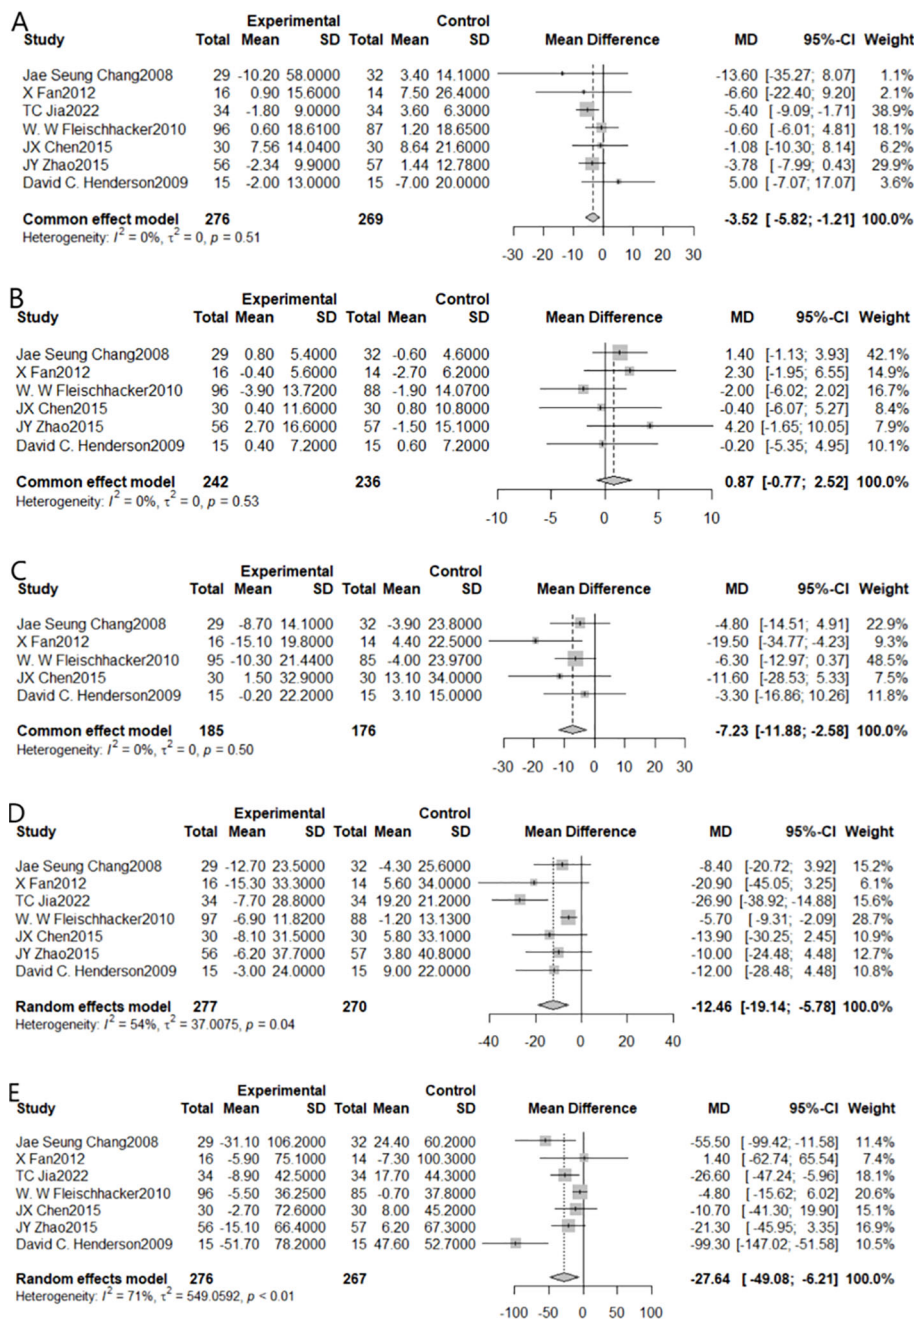 A
Experimental Control
Study Total Mean SD Total Mean SD Mean Difference MD 95%-CI Weight
Jae Seung Chang2008 29 -10.20 58.0000 32 3.40 14.1000 -13.60 [-35.27; 8.07] 1.1%
X Fan2012 16 0.90 15.6000 14 7.50 26.4000 -6.60 [-22.40; 9.20] 2.1%
TC Jia2022 34 -1.80 9.0000 34 3.60 6.3000 -5.40 [ -9.09; -1.71] 38.9%
W. W Fleischhacker2010 96 0.60 18.6100 87 1.20 18.6500 -0.60 [ -6.01; 4.81] 18.1%
JX Chen2015 30 7.56 14.0400 30 8.64 21.6000 -1.08 [-10.30; 8.14] 6.2%
JY Zhao2015 56 -2.34 9.9000 57 1.44 12.7800 -3.78 [ -7.99; 0.43] 29.9%
David C. Henderson2009 15 -2.00 13.0000 15 -7.00 20.0000 5.00 [ -7.07; 17.07] 3.6%
Common effect model 276 269 -3.52 [ -5.82; -1.21] 100.0%
Heterogeneity: I² = 0%, τ² = 0, p = 0.51
-30 -20 -10 0 10 20 30
B
Experimental Control
Study Total Mean SD Total Mean SD Mean Difference MD 95%-CI Weight
Jae Seung Chang2008 29 0.80 5.4000 32 -0.60 4.6000 1.40 [-1.13; 3.93] 42.1%
X Fan2012 16 -0.40 5.6000 14 -2.70 6.2000 2.30 [-1.95; 6.55] 14.9%
W. W Fleischhacker2010 96 -3.90 13.7200 88 -1.90 14.0700 -2.00 [-6.02; 2.02] 16.7%
JX Chen2015 30 0.40 11.6000 30 0.80 10.8000 -0.40 [-6.07; 5.27] 8.4%
JY Zhao2015 56 2.70 16.6000 57 -1.50 15.1000 4.20 [-1.65; 10.05] 7.9%
David C. Henderson2009 15 0.40 7.2000 15 0.60 7.2000 -0.20 [-5.35; 4.95] 10.1%
Common effect model 242 236 0.87 [-0.77; 2.52] 100.0%
Heterogeneity: I² = 0%, τ² = 0, p = 0.53
-10 -5 0 5 10
C
Experimental Control
Study Total Mean SD Total Mean SD Mean Difference MD 95%-CI Weight
Jae Seung Chang2008 29 -8.70 14.1000 32 -3.90 23.8000 -4.80 [-14.51; 4.91] 22.9%
X Fan2012 16 -15.10 19.8000 14 4.40 22.5000 -19.50 [-34.77; -4.23] 9.3%
W. W Fleischhacker2010 95 -10.30 21.4400 85 -4.00 23.9700 -6.30 [-12.97; 0.37] 48.5%
JX Chen2015 30 1.50 32.9000 30 13.10 34.0000 -11.60 [-28.53; 5.33] 7.5%
David C. Henderson2009 15 -0.20 22.2000 15 3.10 15.0000 -3.30 [-16.86; 10.26] 11.8%
Common effect model 185 176 -7.23 [-11.88; -2.58] 100.0%
Heterogeneity: I² = 0%, τ² = 0, p = 0.50
-30 -20 -10 0 10 20 30
D
Experimental Control
Study Total Mean SD Total Mean SD Mean Difference MD 95%-CI Weight
Jae Seung Chang2008 29 -12.70 23.5000 32 -4.30 25.6000 -8.40 [-20.72; 3.92] 15.2%
X Fan2012 16 -15.30 33.3000 14 5.60 34.0000 -20.90 [-45.05; 3.25] 6.1%
TC Jia2022 34 -7.70 28.8000 34 19.20 21.2000 -26.90 [-38.92; -14.88] 15.6%
W. W Fleischhacker2010 97 -6.90 11.8200 88 -1.20 13.1300 -5.70 [-9.31; -2.09] 28.7%
JX Chen2015 30 -8.10 31.5000 30 5.80 33.1000 -13.90 [-30.25; 2.45] 10.9%
JY Zhao2015 56 -6.20 37.7000 57 3.80 40.8000 -10.00 [-24.48; 4.48] 12.7%
David C. Henderson2009 15 -3.00 24.0000 15 9.00 22.0000 -12.00 [-28.48; 4.48] 10.8%
Random effects model 277 270 -12.46 [-19.14; -5.78] 100.0%
Heterogeneity: I² = 54%, τ² = 37.0075, p = 0.04
-40 -20 0 20 40
E
Experimental Control
Study Total Mean SD Total Mean SD Mean Difference MD 95%-CI Weight
Jae Seung Chang2008 29 -31.10 106.2000 32 24.40 60.2000 -55.50 [ -99.42; -11.58] 11.4%
X Fan2012 16 -5.90 75.1000 14 -7.30 100.3000 1.40 [ -62.74; 65.54] 7.4%
TC Jia2022 34 -8.90 42.5000 34 17.70 44.3000 -26.60 [ -47.24; -5.96] 18.1%
W. W Fleischhacker2010 96 -5.50 36.2500 85 -0.70 37.8000 -4.80 [ -15.62; 6.02] 20.6%
JX Chen2015 30 -2.70 72.6000 30 8.00 45.2000 -10.70 [ -41.30; 19.90] 15.1%
JY Zhao2015 56 -15.10 66.4000 57 6.20 67.3000 -21.30 [ -45.95; 3.35] 16.9%
David C. Henderson2009 15 -51.70 78.2000 15 47.60 52.7000 -99.30 [-147.02; -51.58] 10.5%
Random effects model 276 267 -27.64 [ -49.08; -6.21] 100.0%
Heterogeneity: I² = 71%, τ² = 549.0592, p < 0.01
-100 -50 0 50 100